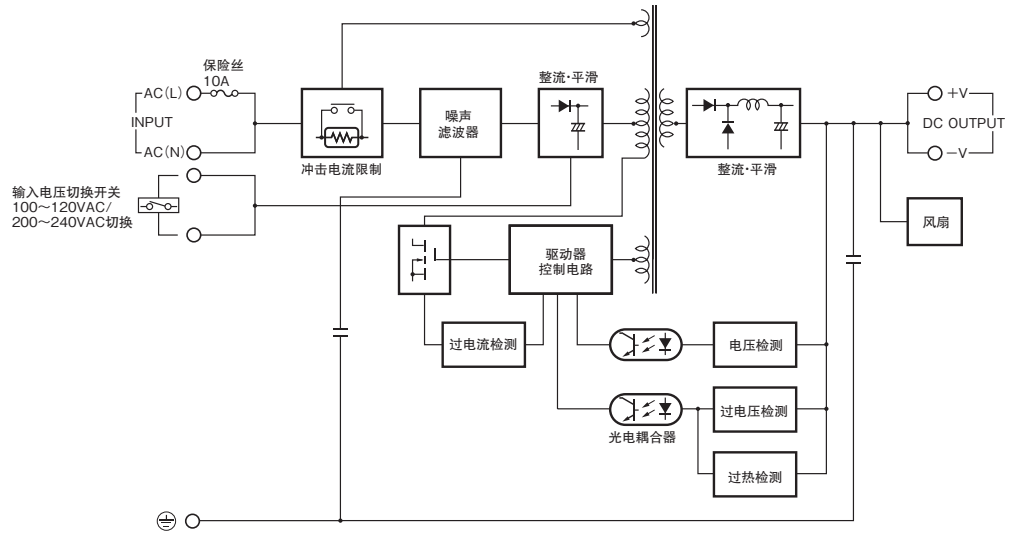 保险丝
10A
AC(L)
INPUT
AC(N)
冲击电流限制
噪声
滤波器
整流·平滑
整流·平滑
+V
DC OUTPUT
-V
输入电压切换开关
100~120VAC/
200~240VAC切换
驱动器
控制电路
风扇
过电流检测
电压检测
过电压检测
光电耦合器
过热检测